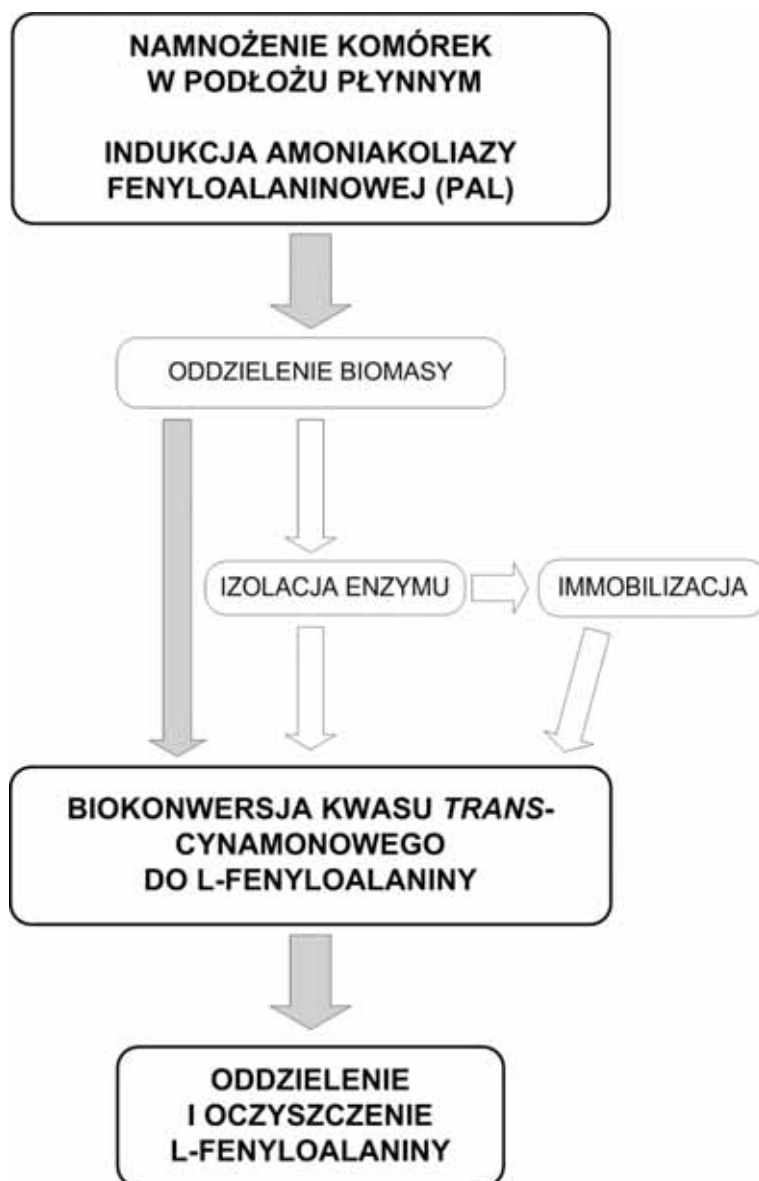 NAMNOŻENIE KOMÓREK
W PODŁOŻU PŁYNNYM
INDUKCJA AMONIAKOLIAZY
FENYLOALANINOWEJ (PAL)
ODDZIELENIE BIOMASY
IZOLACJA ENZYMU
IMMOBILIZACJA
BIOKONWERSJA KWASU TRANS-
CYNAMONOWEGO
DO L-FENYLOALANINY
ODDZIELENIE
I OCZYSZCZENIE
L-FENYLOALANINY